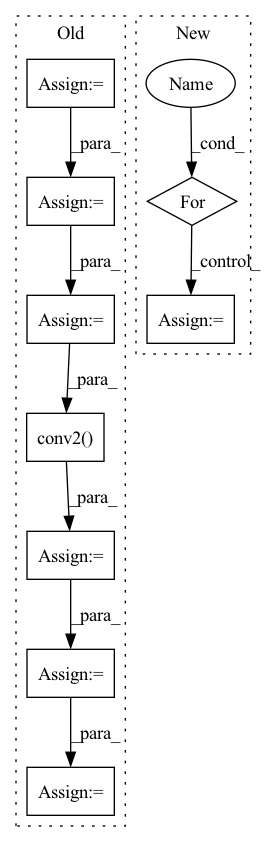 Old
New
Assign:=
Name
_para_
_cond_
Assign:=
For
_para_
_control_
Assign:=
Assign:=
_para_
conv2()
_para_
Assign:=
_para_
Assign:=
_para_
Assign:=